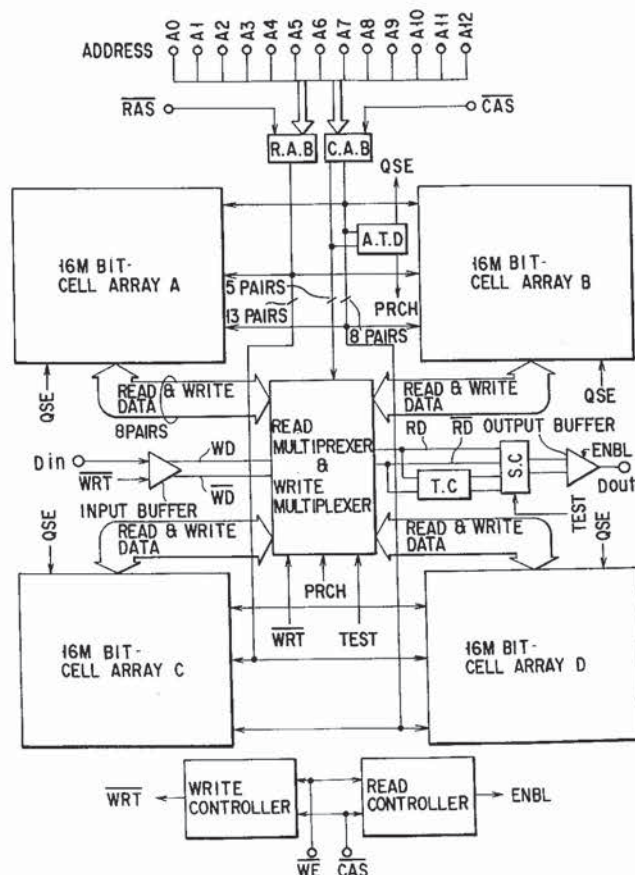 A0 A1 A2 A3 A4 A5 A6 A7 A8 A9 A10 A11 A12
ADDRESS
RAS
CAS
R.A.B
C.A.B
QSE
A.T.D
16M BIT-
CELL ARRAY A
16M BIT-
CELL ARRAY B
5 PAIRS
13 PAIRS
PRCH
8 PAIRS
QSE
QSE
READ & WRITE
DATA
8PAIRS
READ & WRITE
DATA
READ
MULTIPREXER
&
WRITE
MULTIPLEXER
RD
RD
OUTPUT BUFFER
Din
WRT
WD
WD
INPUT BUFFER
T.C
S.C
ENBL
Dout
TEST
QSE
QSE
READ & WRITE
DATA
READ & WRITE
DATA
PRCH
WRT
TEST
16M BIT-
CELL ARRAY C
16M BIT-
CELL ARRAY D
WRT
WRITE
CONTROLLER
READ
CONTROLLER
ENBL
WE
CAS